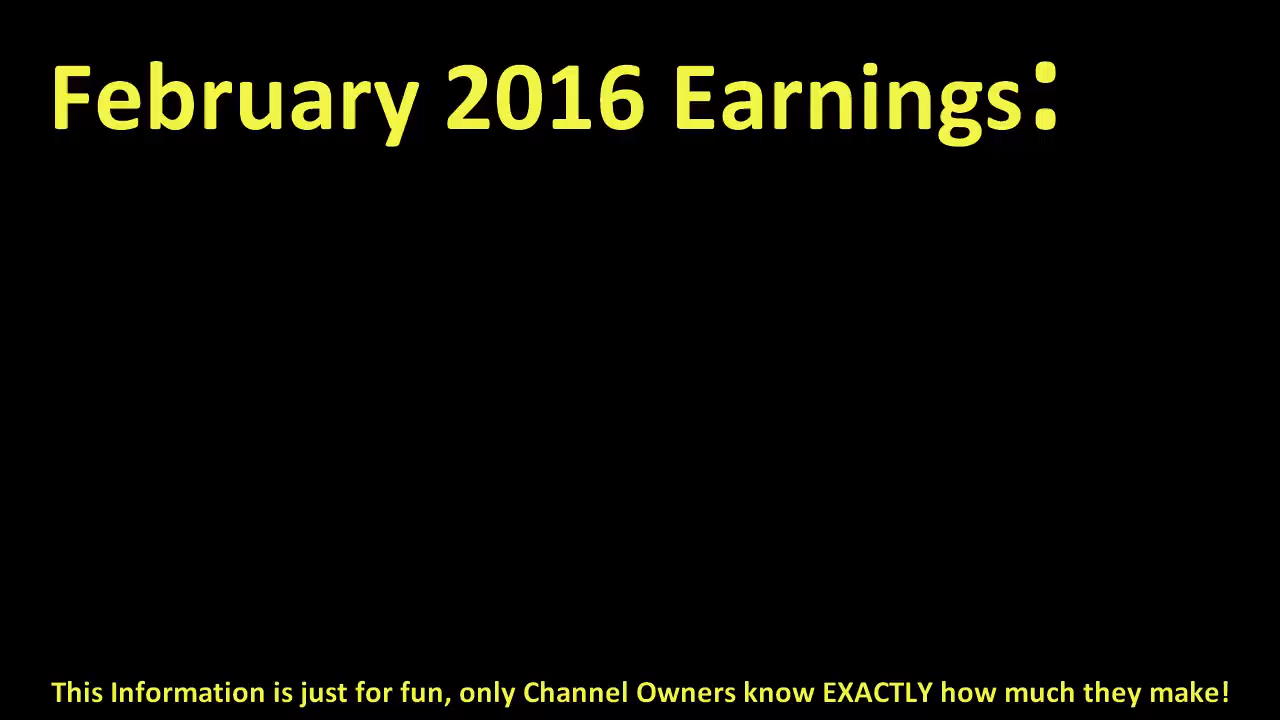 February 2016 Earnings:
This Information is just for fun, only Channel Owners know EXACTLY how much they make!